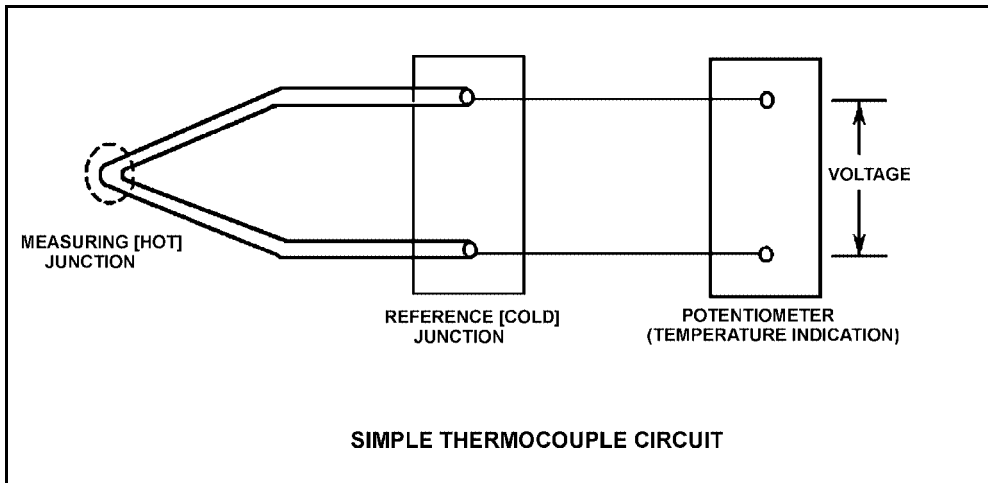 VOLTAGE
MEASURING [HOT]
JUNCTION
REFERENCE [COLD]
JUNCTION
POTENTIOMETER
(TEMPERATURE INDICATION)
SIMPLE THERMOCOUPLE CIRCUIT